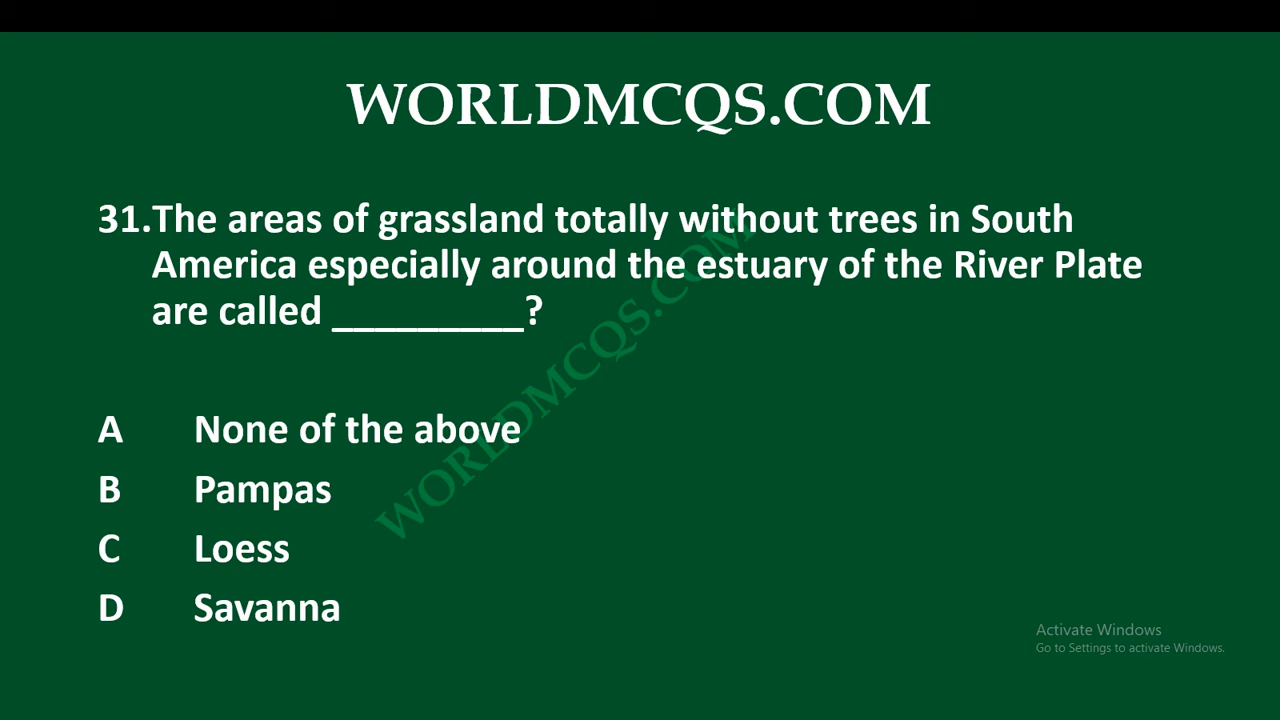 WORLDMCQS.COM
31.The areas of grassland totally without trees in South
America especially around the estuary of the River Plate
are called _________?
WORLDMCQS.COM
A None of the above
B Pampas
C Loess
D Savanna
Activate Windows
Go to Settings to activate Windows.